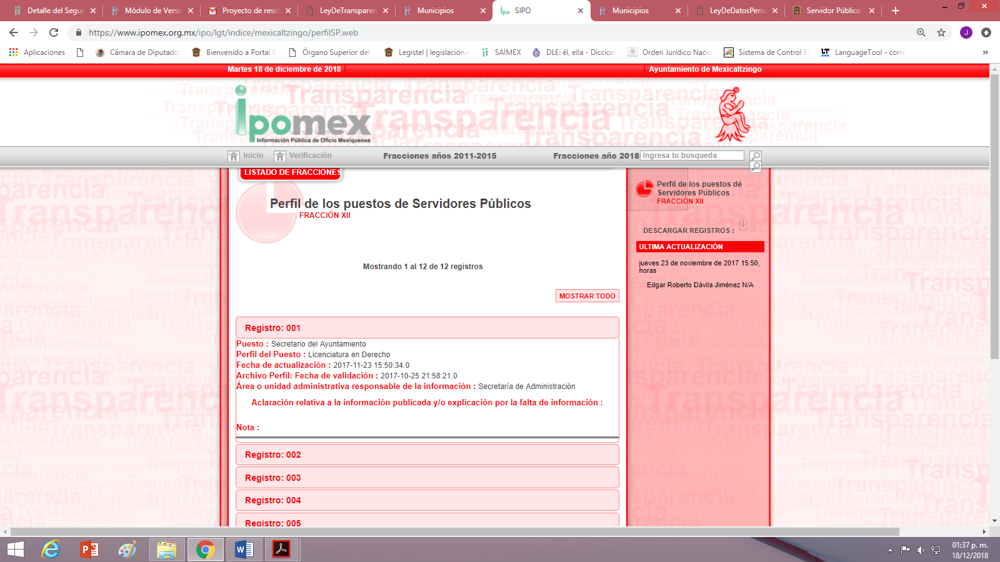 Detalle del Segui
Módulo de Versio
Proyecto de resol
LeyDeTransparen
Municipios
SIPO
Municipios
LeyDeDatosPerso
Servidor Público
https://www.ipomex.org.mx/ipo/lgt/indice/mexicaltzingo/perfilSP.web
J
Aplicaciones
Cámara de Diputados
Bienvenido a Portal C
Órgano Superior del
Legistel | legislacion.e
SAIMEX
DLE: él, ella - Diccion
Orden Jurídico Nacio
Sistema de Control E
LanguageTool - corre
Martes 18 de diciembre de 2018
Ayuntamiento de Mexicaltzingo
Transparencia
ipomex
Información Pública de Oficio Mexiquense
Inicio
Verificación
Fracciones años 2011-2015
Fracciones año 2018
Ingresa tu busqueda
LISTADO DE FRACCIONES
Perfil de los puestos de Servidores Públicos
FRACCIÓN XII
Mostrando 1 al 12 de 12 registros
MOSTRAR TODO
Registro: 001
Puesto : Secretario del Ayuntamiento
Perfil del Puesto : Licenciatura en Derecho
Fecha de actualización : 2017-11-23 15:50:34.0
Archivo Perfil: Fecha de validación : 2017-10-25 21:58:21.0
Área o unidad administrativa responsable de la información : Secretaría de Administración
Aclaración relativa a la información publicada y/o explicación por la falta de información :
Nota :
Registro: 002
Registro: 003
Registro: 004
Registro: 005
Perfil de los puestos de
Servidores Públicos
FRACCIÓN XII
DESCARGAR REGISTROS :
ULTIMA ACTUALIZACIÓN
jueves 23 de noviembre de 2017 15:50,
horas
Edgar Roberto Dávila Jiménez N/A
01:37 p. m.
18/12/2018